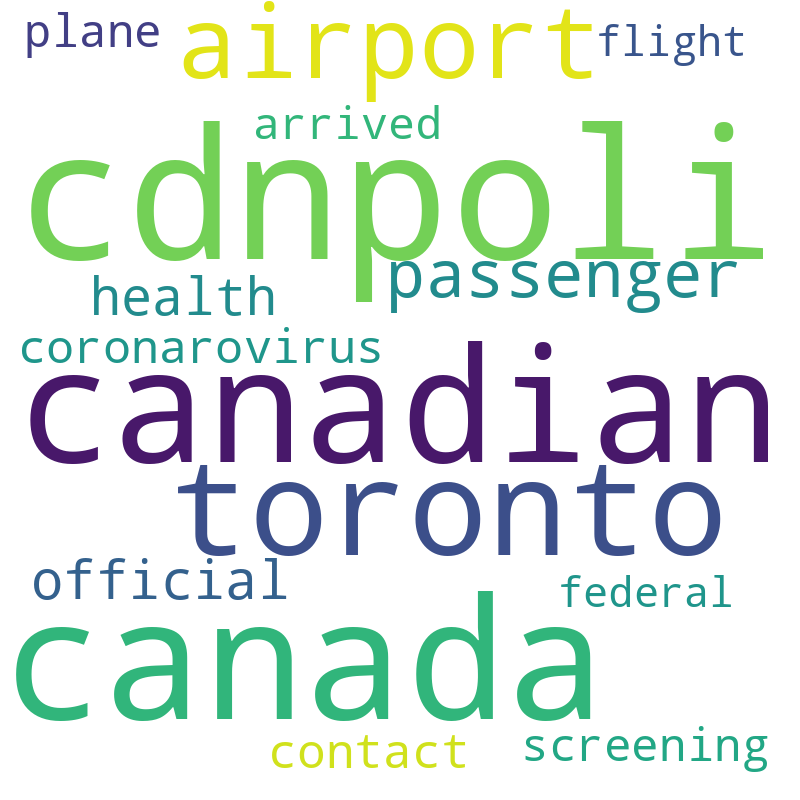 plane airport flight
arrived
cdnpoli
health passenger
coronarovirus
canadian
toronto
official federal
canada
contact screening